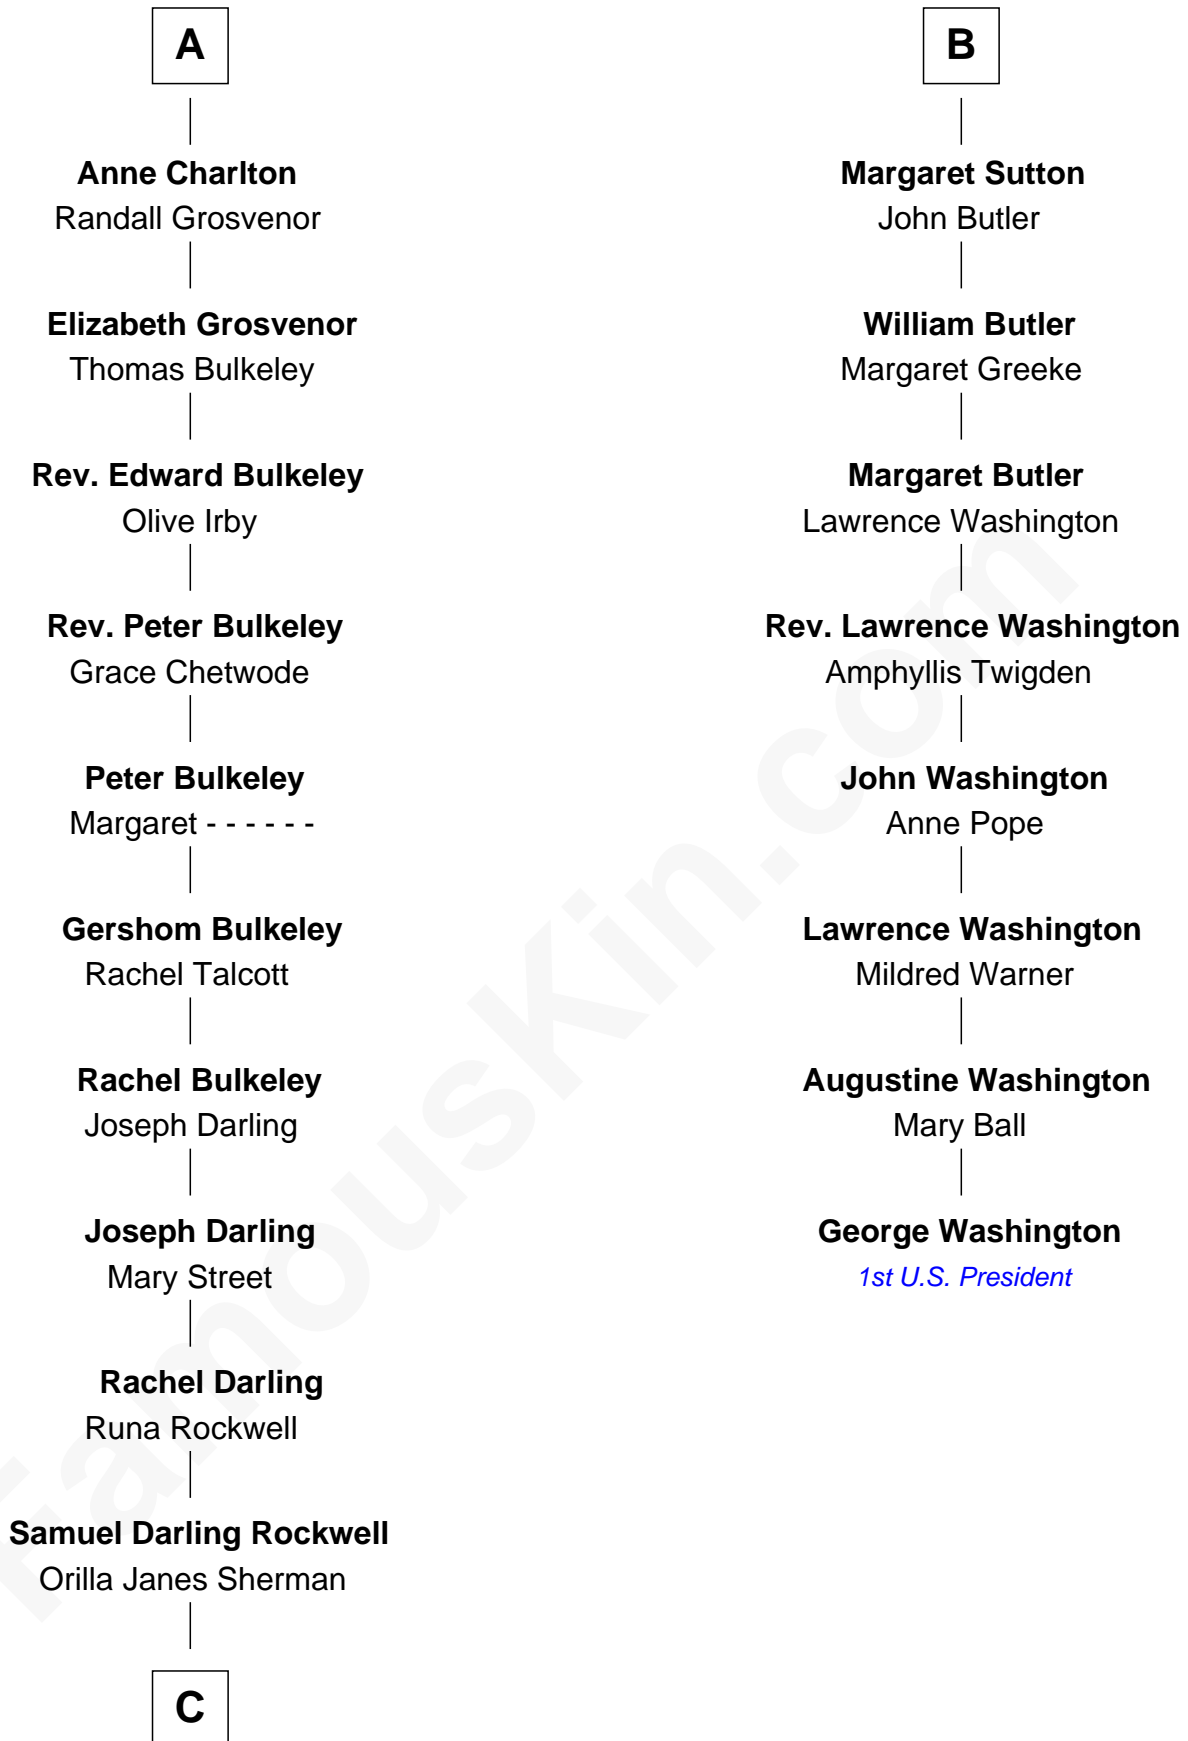 A
Anne Charlton
Randall Grosvenor
Elizabeth Grosvenor
Thomas Bulkeley
Rev. Edward Bulkeley
Olive Irby
Rev. Peter Bulkeley
Grace Chetwode
Peter Bulkeley
Margaret - - - - - -
Gershom Bulkeley
Rachel Talcott
Rachel Bulkeley
Joseph Darling
Joseph Darling
Mary Street
Rachel Darling
Runa Rockwell
Samuel Darling Rockwell
Orilla Janes Sherman
C
B
Margaret Sutton
John Butler
William Butler
Margaret Greeke
Margaret Butler
Lawrence Washington
Rev. Lawrence Washington
Amphyllis Twigden
John Washington
Anne Pope
Lawrence Washington
Mildred Warner
Augustine Washington
Mary Ball
George Washington
1st U.S. President
FamousKin.com